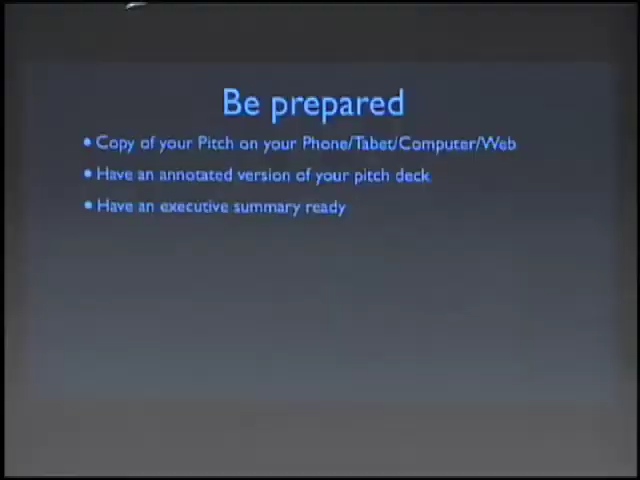 Be prepared
• Copy of your Pitch on your Phone/Tabet/Computer/Web
• Have an annotated version of your pitch deck
• Have an executive summary ready